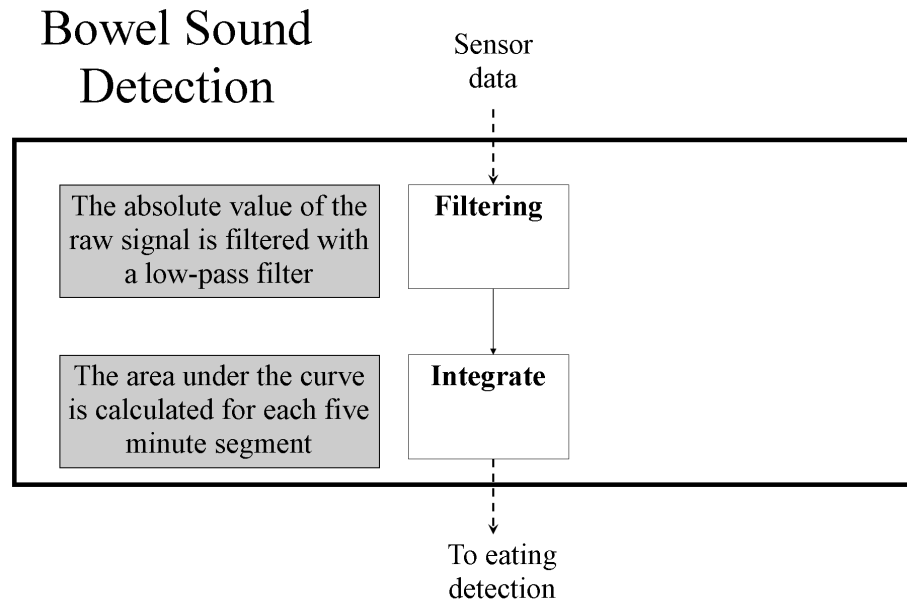 Bowel Sound
Detection
Sensor
data
The absolute value of the
raw signal is filtered with
a low-pass filter
Filtering
The area under the curve
is calculated for each five
minute segment
Integrate
To eating
detection